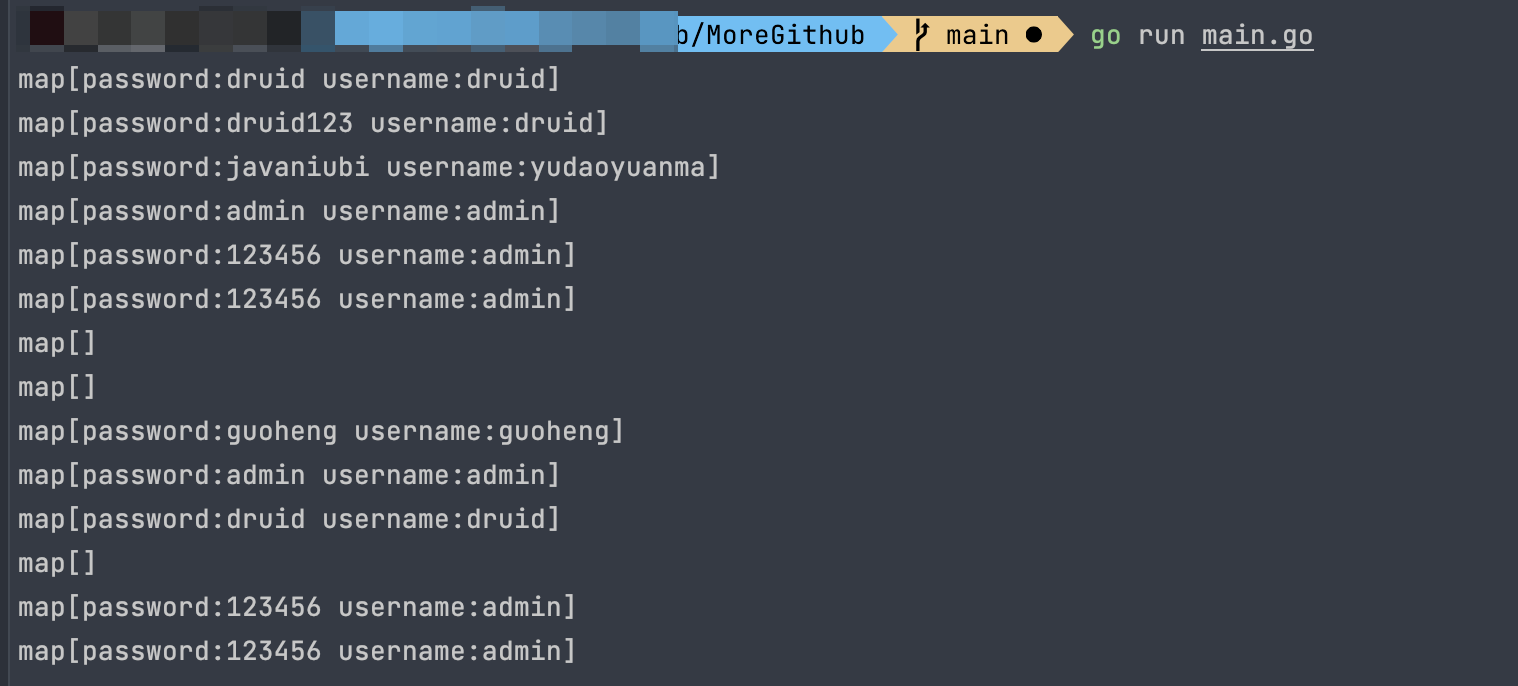 b/MoreGithub main ● go run main.go
map[password:druid username:druid]
map[password:druid123 username:druid]
map[password:javaniubi username:yudaoyuanma]
map[password:admin username:admin]
map[password:123456 username:admin]
map[password:123456 username:admin]
map[]
map[]
map[password:guoheng username:guoheng]
map[password:admin username:admin]
map[password:druid username:druid]
map[]
map[password:123456 username:admin]
map[password:123456 username:admin]